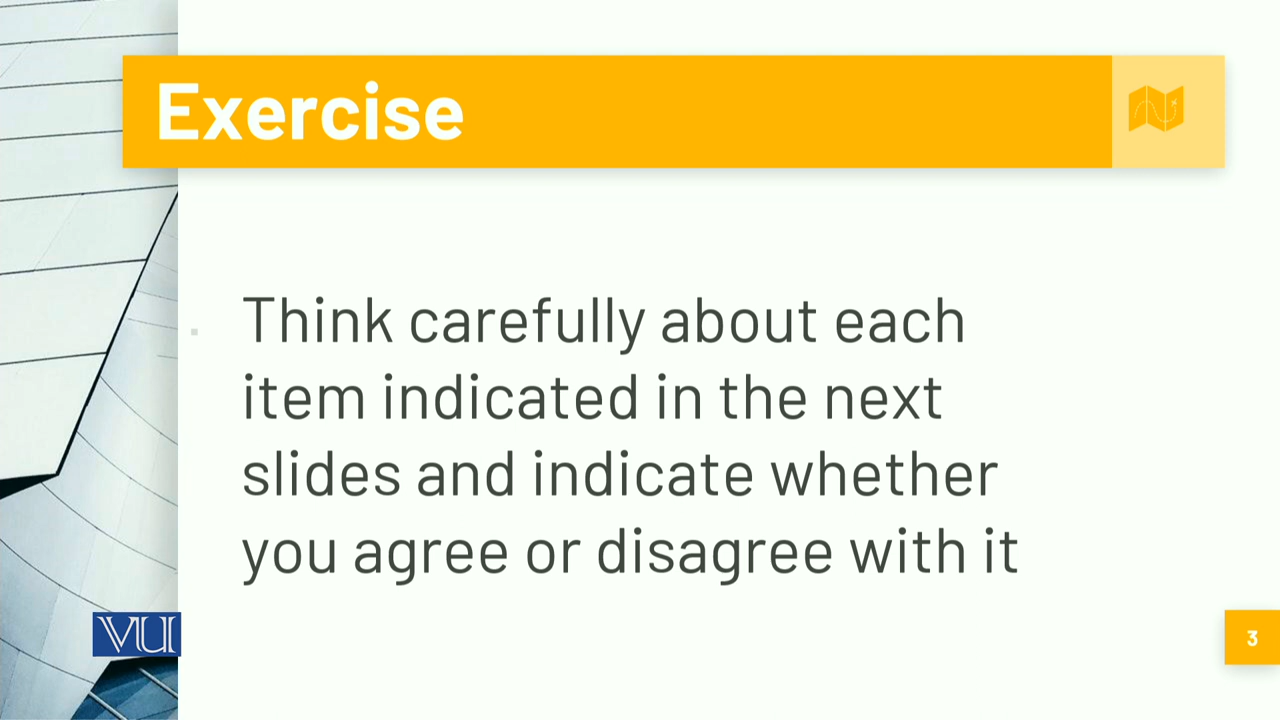 Exercise
Think carefully about each
item indicated in the next
slides and indicate whether
you agree or disagree with it
VU
3